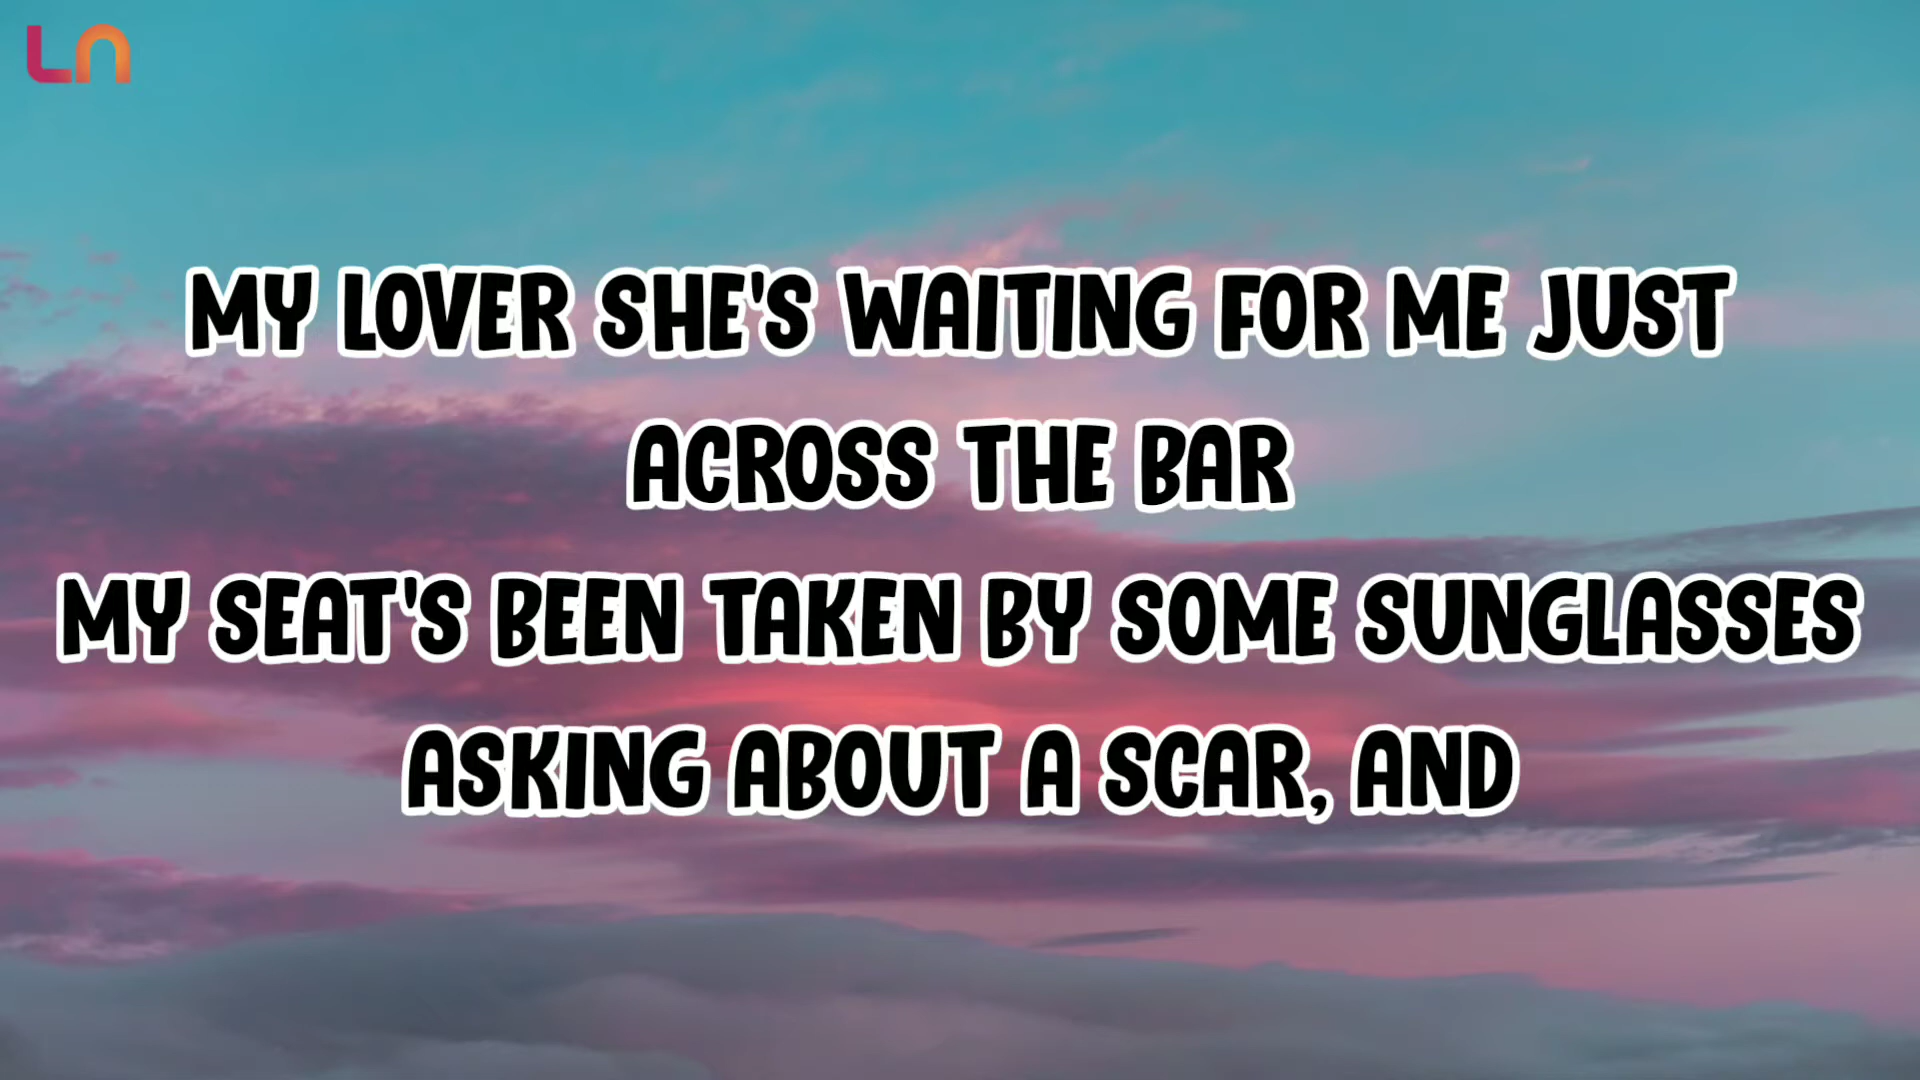 LN
MY LOVER SHE'S WAITING FOR ME JUST
ACROSS THE BAR
MY SEAT'S BEEN TAKEN BY SOME SUNGLASSES
ASKING ABOUT A SCAR, AND